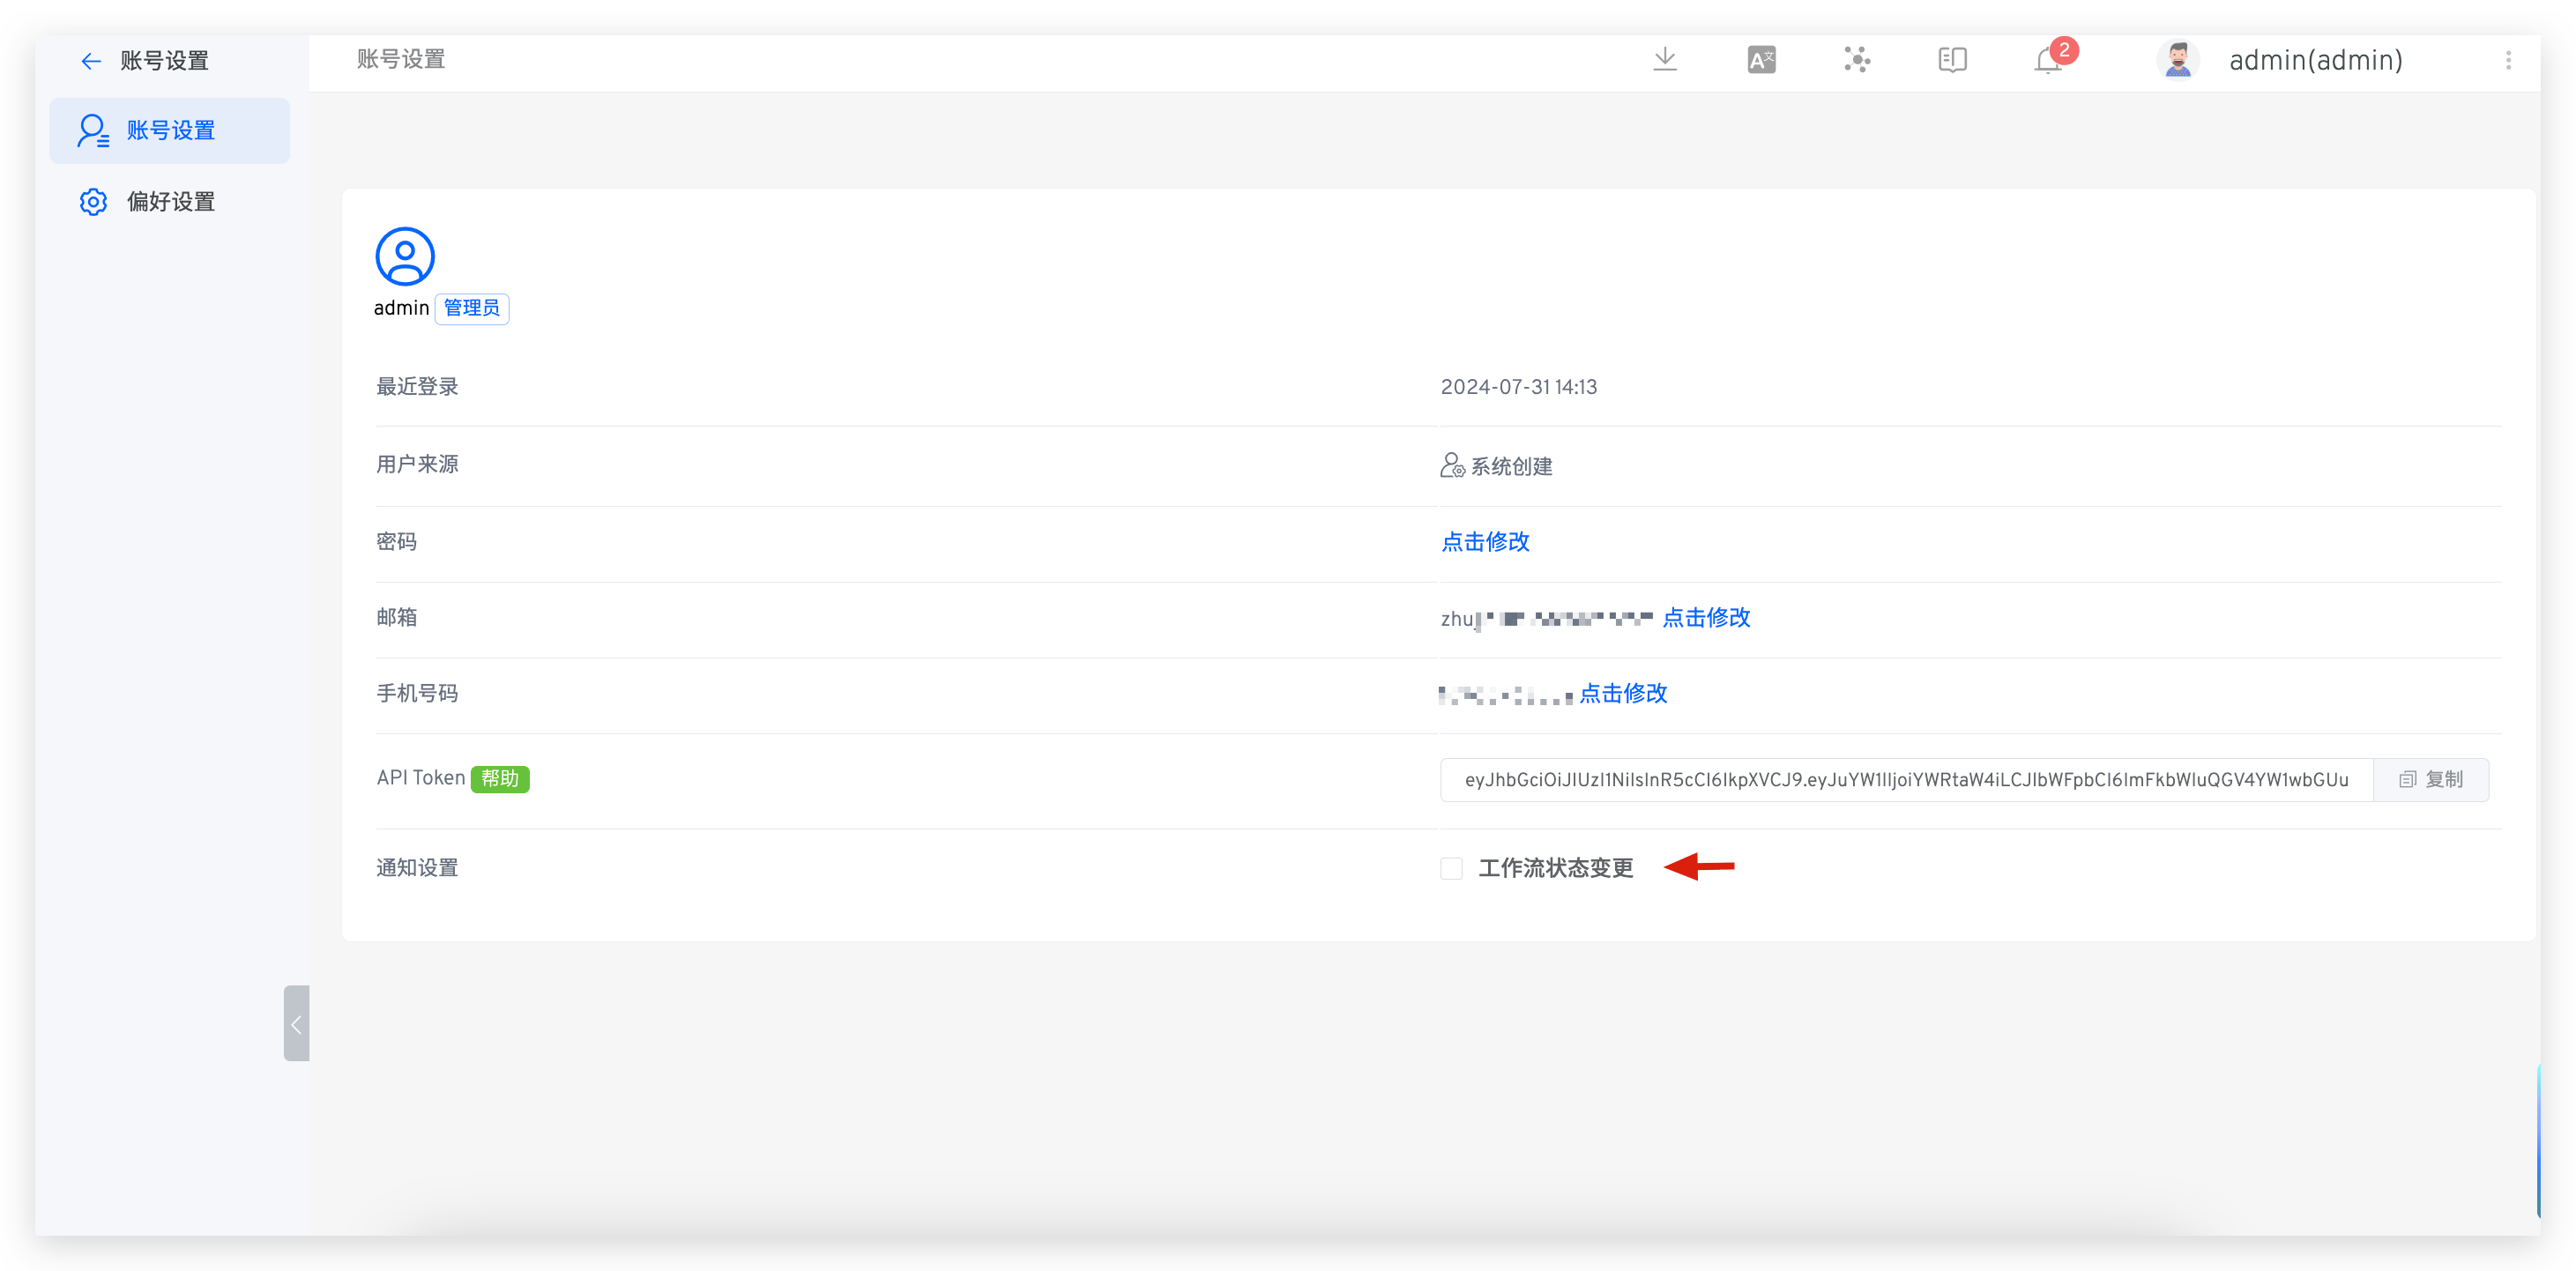 账号设置
账号设置
偏好设置
账号设置
2
admin(admin)
admin 管理员
最近登录 2024-07-31 14:13
用户来源 系统创建
密码 点击修改
邮箱 zhuj 点击修改
手机号码 点击修改
API Token 帮助 eyJhbGciOiJIUzI1NiIsInR5cCI6IkpXVCJ9.eyJuYW1lIjoiYWRtaW4iLCJlbWFpbCI6ImFkbWluQGV4YW1wbGUu 复制
通知设置 工作流状态变更